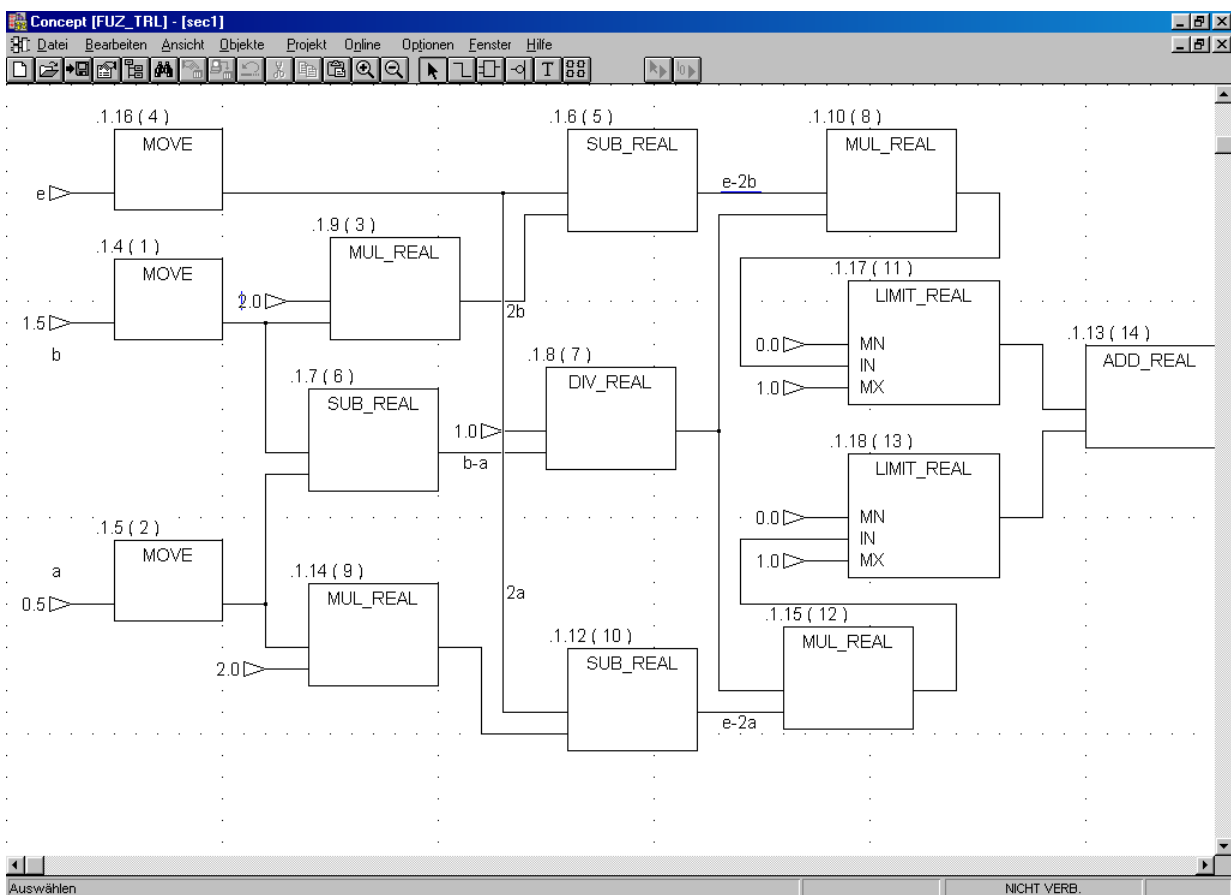 Concept [FUZ_TRL] - [sec1]
Datei Bearbeiten Ansicht Objekte Projekt Online Optionen Fenster Hilfe
.1.16 ( 4 )
MOVE
e
.1.6 ( 5 )
SUB_REAL
e-2b
.1.10 ( 8 )
MUL_REAL
.1.4 ( 1 )
MOVE
1.5
b
.1.9 ( 3 )
MUL_REAL
2.0
2b
.1.17 ( 11 )
LIMIT_REAL
0.0 MN
IN
1.0 MX
.1.13 ( 14 )
ADD_REAL
.1.7 ( 6 )
SUB_REAL
b-a
.1.8 ( 7 )
DIV_REAL
1.0
.1.18 ( 13 )
LIMIT_REAL
0.0 MN
IN
1.0 MX
.1.5 ( 2 )
MOVE
a
0.5
.1.14 ( 9 )
MUL_REAL
2.0
2a
.1.12 ( 10 )
SUB_REAL
e-2a
.1.15 ( 12 )
MUL_REAL
Auswählen NICHT VERB.